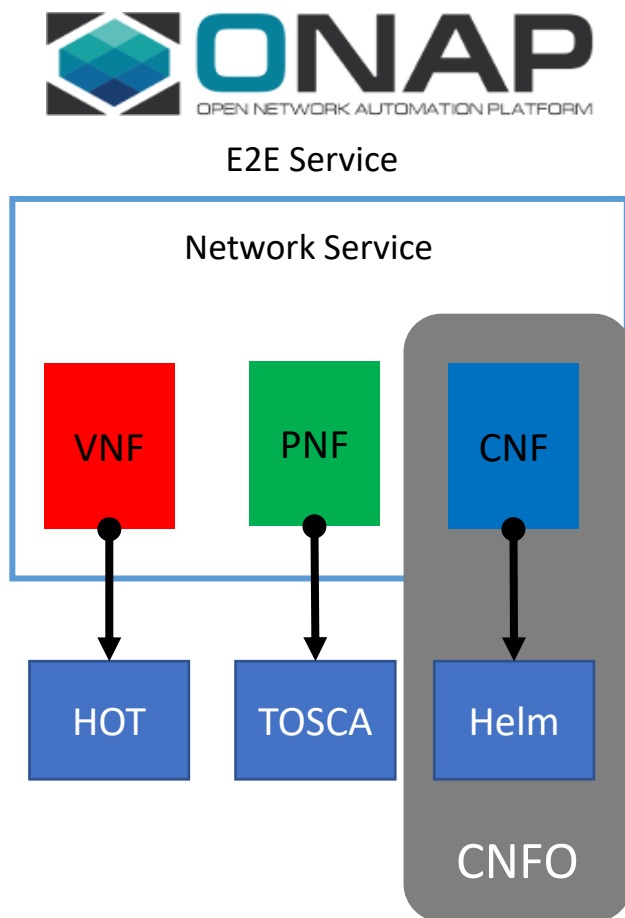 ONAP
OPEN NETWORK AUTOMATION PLATFORM
E2E Service
Network Service
VNF
PNF
CNF
HOT
TOSCA
Helm
CNFO